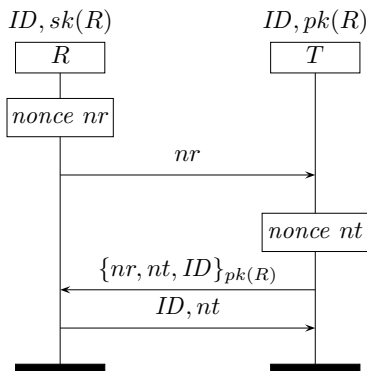 ID, sk(R) ID, pk(R)
R T
nonce nr
nr
nonce nt
{nr, nt, ID}pk(R)
ID, nt